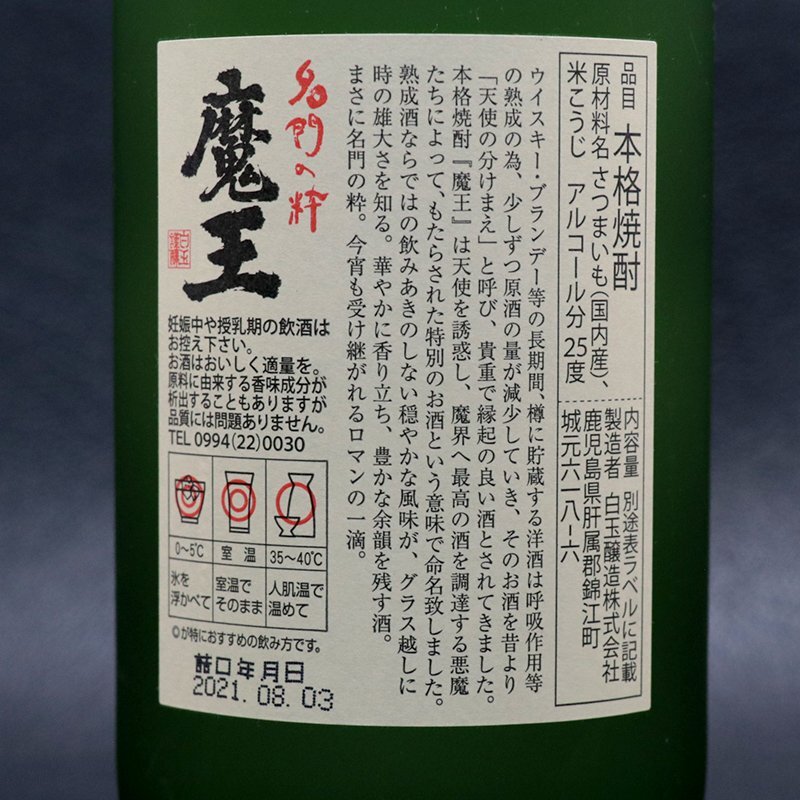 品目 本格焼酎
原材料名 さつまいも(国内産)、
米こうじ アルコール分 25度
内容量 別途表ラベルに記載
製造者 白玉醸造株式会社
鹿児島県肝属郡錦江町
城元六一八ー六
ウイスキー・ブランデー等の長期間、樽に貯蔵する洋酒は呼吸作用等
の熟成の為、少しずつ原酒の量が減少していき、そのお酒を昔より
「天使の分けまえ」と呼び、貴重で縁起の良い酒とされてきました。
本格焼酎『魔王』は天使を誘惑し、魔界へ最高の酒を調達する悪魔
たちによって、もたらされた特別のお酒という意味で命名致しました。
熟成酒ならではの飲みあきのしない穏やかな風味が、グラス越しに
時の雄大さを知る。華やかに香り立ち、豊かな余韻を残す酒。
まさに名門の粋。今宵も受け継がれるロマンの一滴。
名門の粋
魔王
白玉醸
妊娠中や授乳期の飲酒は
お控え下さい。
お酒はおいしく適量を。
原料に由来する香味成分が
析出することもありますが
品質には問題ありません。
TEL 0994(22)0030
0〜5℃ 室温 35〜40℃
氷を
浮かべて
室温で
そのまま
人肌温で
温めて
◎が特におすすめの飲み方です。
詰口年月日
2021.08.03